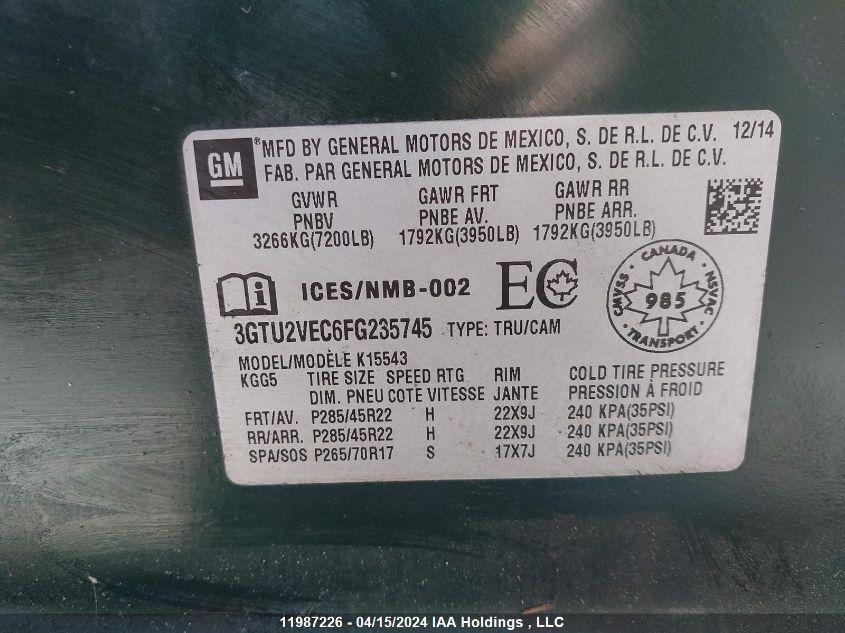 GM ®MFD BY GENERAL MOTORS DE MEXICO, S. DE R.L. DE C.V. 12/14
FAB. PAR GENERAL MOTORS DE MEXICO, S. DE R.L. DE C.V.
GVWR GAWR FRT GAWR RR
PNBV PNBE AV. PNBE ARR.
3266KG(7200LB) 1792KG(3950LB) 1792KG(3950LB)
ICES/NMB-002 EC
CANADA CMVSS NSVAC 985 TRANSPORT
3GTU2VEC6FG235745 TYPE: TRU/CAM
MODEL/MODÈLE K15543
KGG5 TIRE SIZE SPEED RTG RIM COLD TIRE PRESSURE
DIM. PNEU COTÉ VITESSE JANTE PRESSION À FROID
FRT/AV. P285/45R22 H 22X9J 240 KPA(35PSI)
RR/ARR. P285/45R22 H 22X9J 240 KPA(35PSI)
SPA/SOS P265/70R17 S 17X7J 240 KPA(35PSI)
11987226 - 04/15/2024 IAA Holdings , LLC